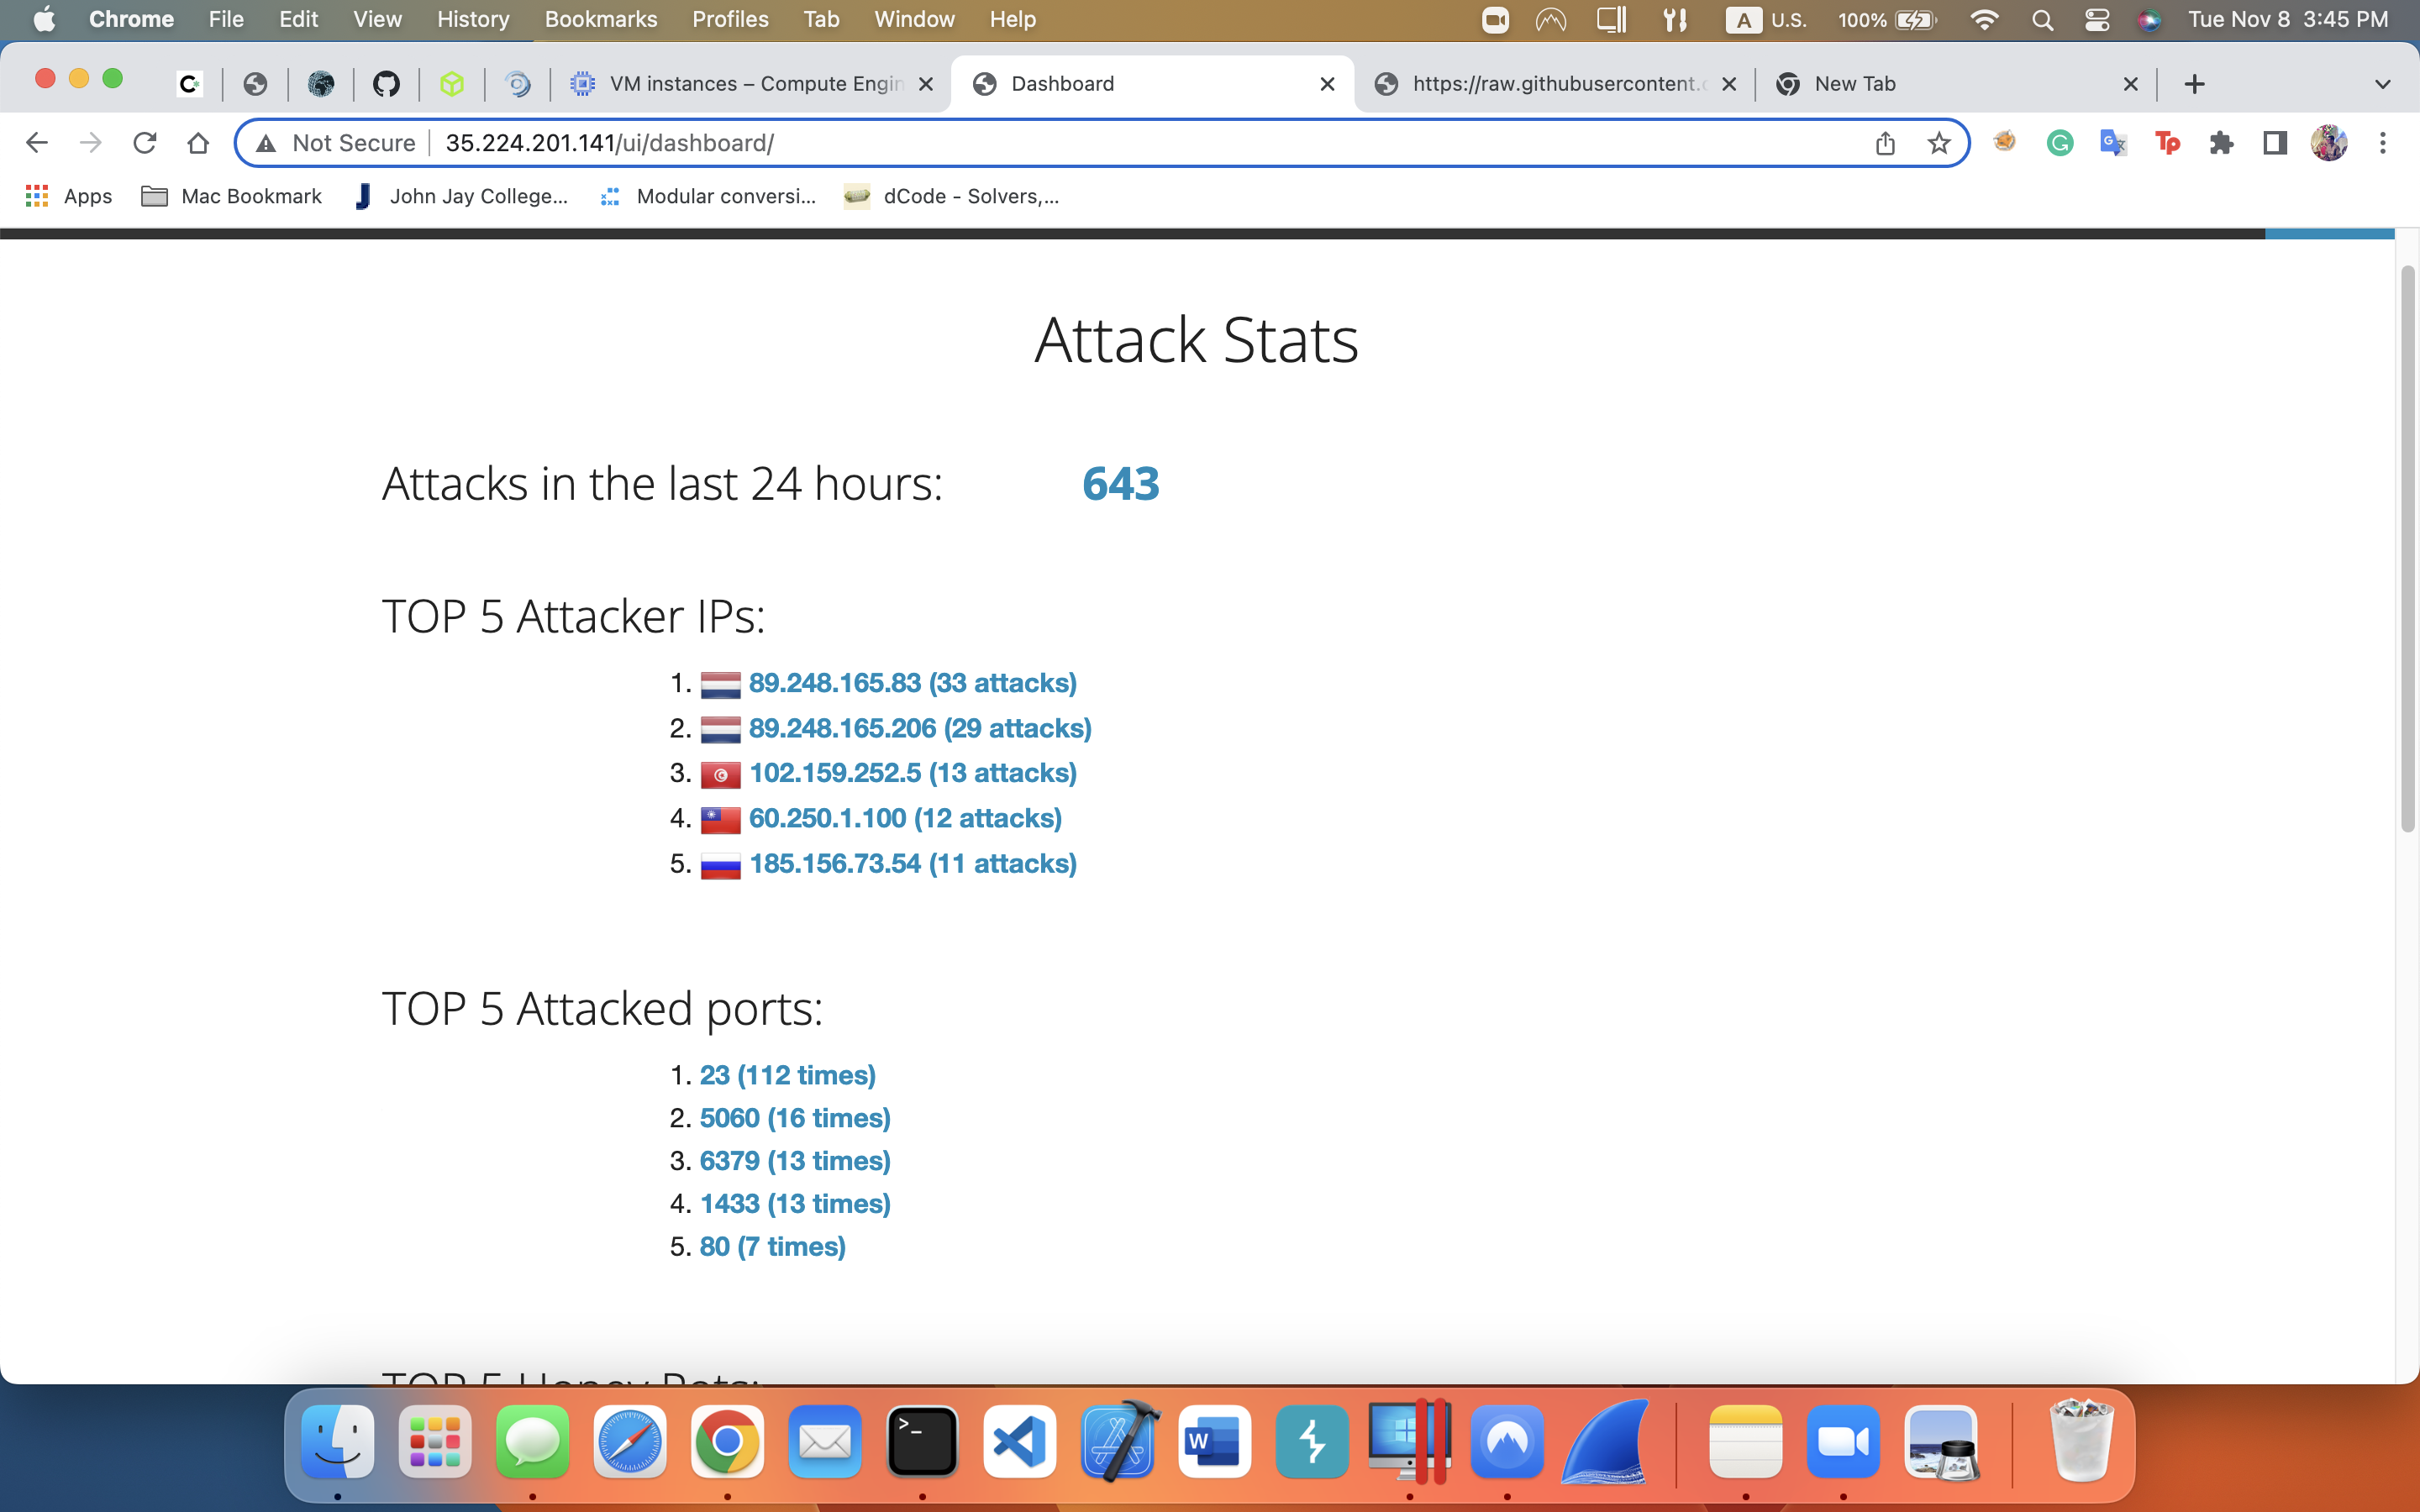 Chrome File Edit View History Bookmarks Profiles Tab Window Help A U.S. 100% Tue Nov 8 3:45 PM
VM instances – Compute Engin Dashboard https://raw.githubusercontent.c New Tab
Not Secure 35.224.201.141/ui/dashboard/
Apps Mac Bookmark John Jay College... Modular conversi... dCode - Solvers,...
Attack Stats
Attacks in the last 24 hours: 643
TOP 5 Attacker IPs:
1. 89.248.165.83 (33 attacks)
2. 89.248.165.206 (29 attacks)
3. 102.159.252.5 (13 attacks)
4. 60.250.1.100 (12 attacks)
5. 185.156.73.54 (11 attacks)
TOP 5 Attacked ports:
1. 23 (112 times)
2. 5060 (16 times)
3. 6379 (13 times)
4. 1433 (13 times)
5. 80 (7 times)
TOP 5 Honey Pots: